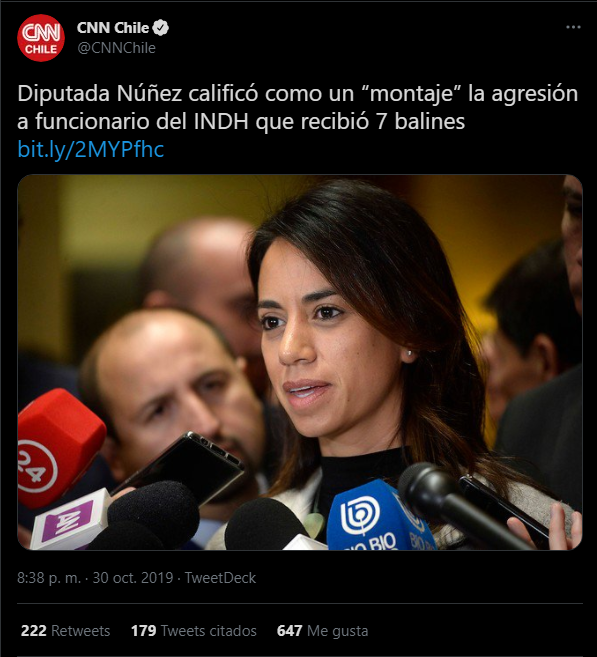 CNN Chile
@CNNChile
CNN
CHILE
Diputada Núñez calificó como un “montaje” la agresión
a funcionario del INDH que recibió 7 balines
bit.ly/2MYPfhc
24
AN
BIO BIO
8:38 p. m. · 30 oct. 2019 · TweetDeck
222 Retweets 179 Tweets citados 647 Me gusta